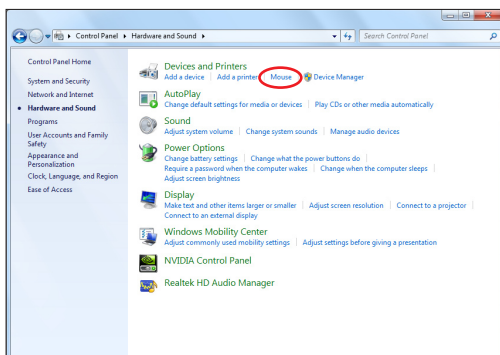 Control Panel ▸ Hardware and Sound ▸
Search Control Panel
Control Panel Home
System and Security
Network and Internet
Hardware and Sound
Programs
User Accounts and Family
Safety
Appearance and
Personalization
Clock, Language, and Region
Ease of Access
Devices and Printers
Add a device | Add a printer | Mouse | Device Manager
AutoPlay
Change default settings for media or devices | Play CDs or other media automatically
Sound
Adjust system volume | Change system sounds | Manage audio devices
Power Options
Change battery settings | Change what the power buttons do |
Require a password when the computer wakes | Change when the computer sleeps |
Adjust screen brightness
Display
Make text and other items larger or smaller | Adjust screen resolution | Connect to a projector |
Connect to an external display
Windows Mobility Center
Adjust commonly used mobility settings | Adjust settings before giving a presentation
NVIDIA Control Panel
Realtek HD Audio Manager